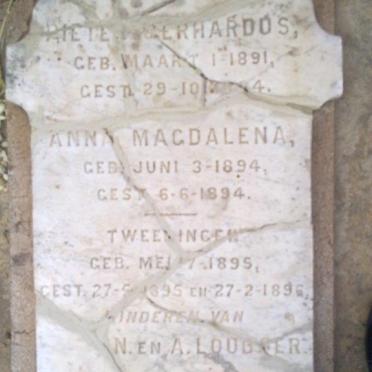 GERHARDUS,
GEB. MAART 1-1891,
GEST. 29-10
ANNA MAGDALENA,
GEB. JUNI 3-1894,
GEST 6-6-1894.
TWEELINGEN
GEB. MEI 7-1895,
GEST. 27-5-1895 EN 27-2-1896,
KINDEREN VAN
N. EN A. LOUBSER